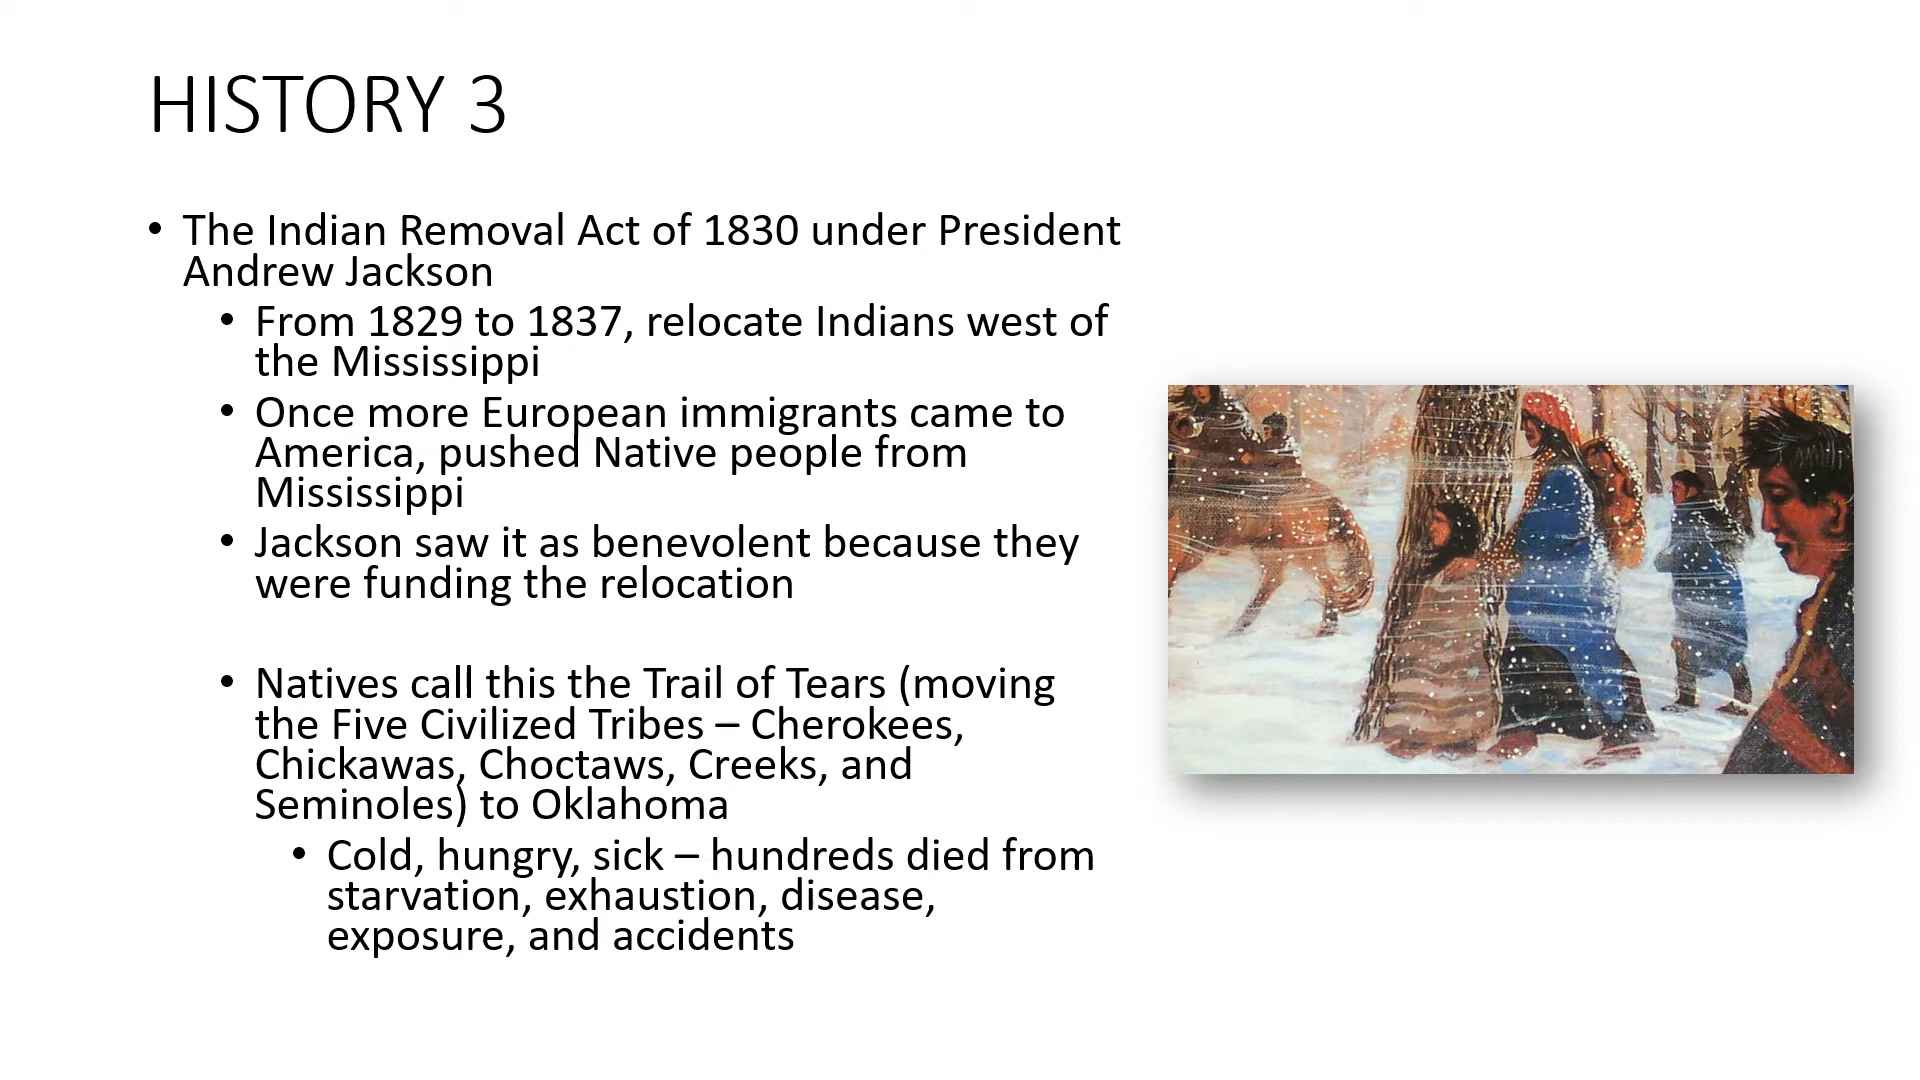 HISTORY 3
• The Indian Removal Act of 1830 under President
Andrew Jackson
• From 1829 to 1837, relocate Indians west of
the Mississippi
• Once more European immigrants came to
America, pushed Native people from
Mississippi
• Jackson saw it as benevolent because they
were funding the relocation
• Natives call this the Trail of Tears (moving
the Five Civilized Tribes – Cherokees,
Chickawas, Choctaws, Creeks, and
Seminoles) to Oklahoma
• Cold, hungry, sick – hundreds died from
starvation, exhaustion, disease,
exposure, and accidents